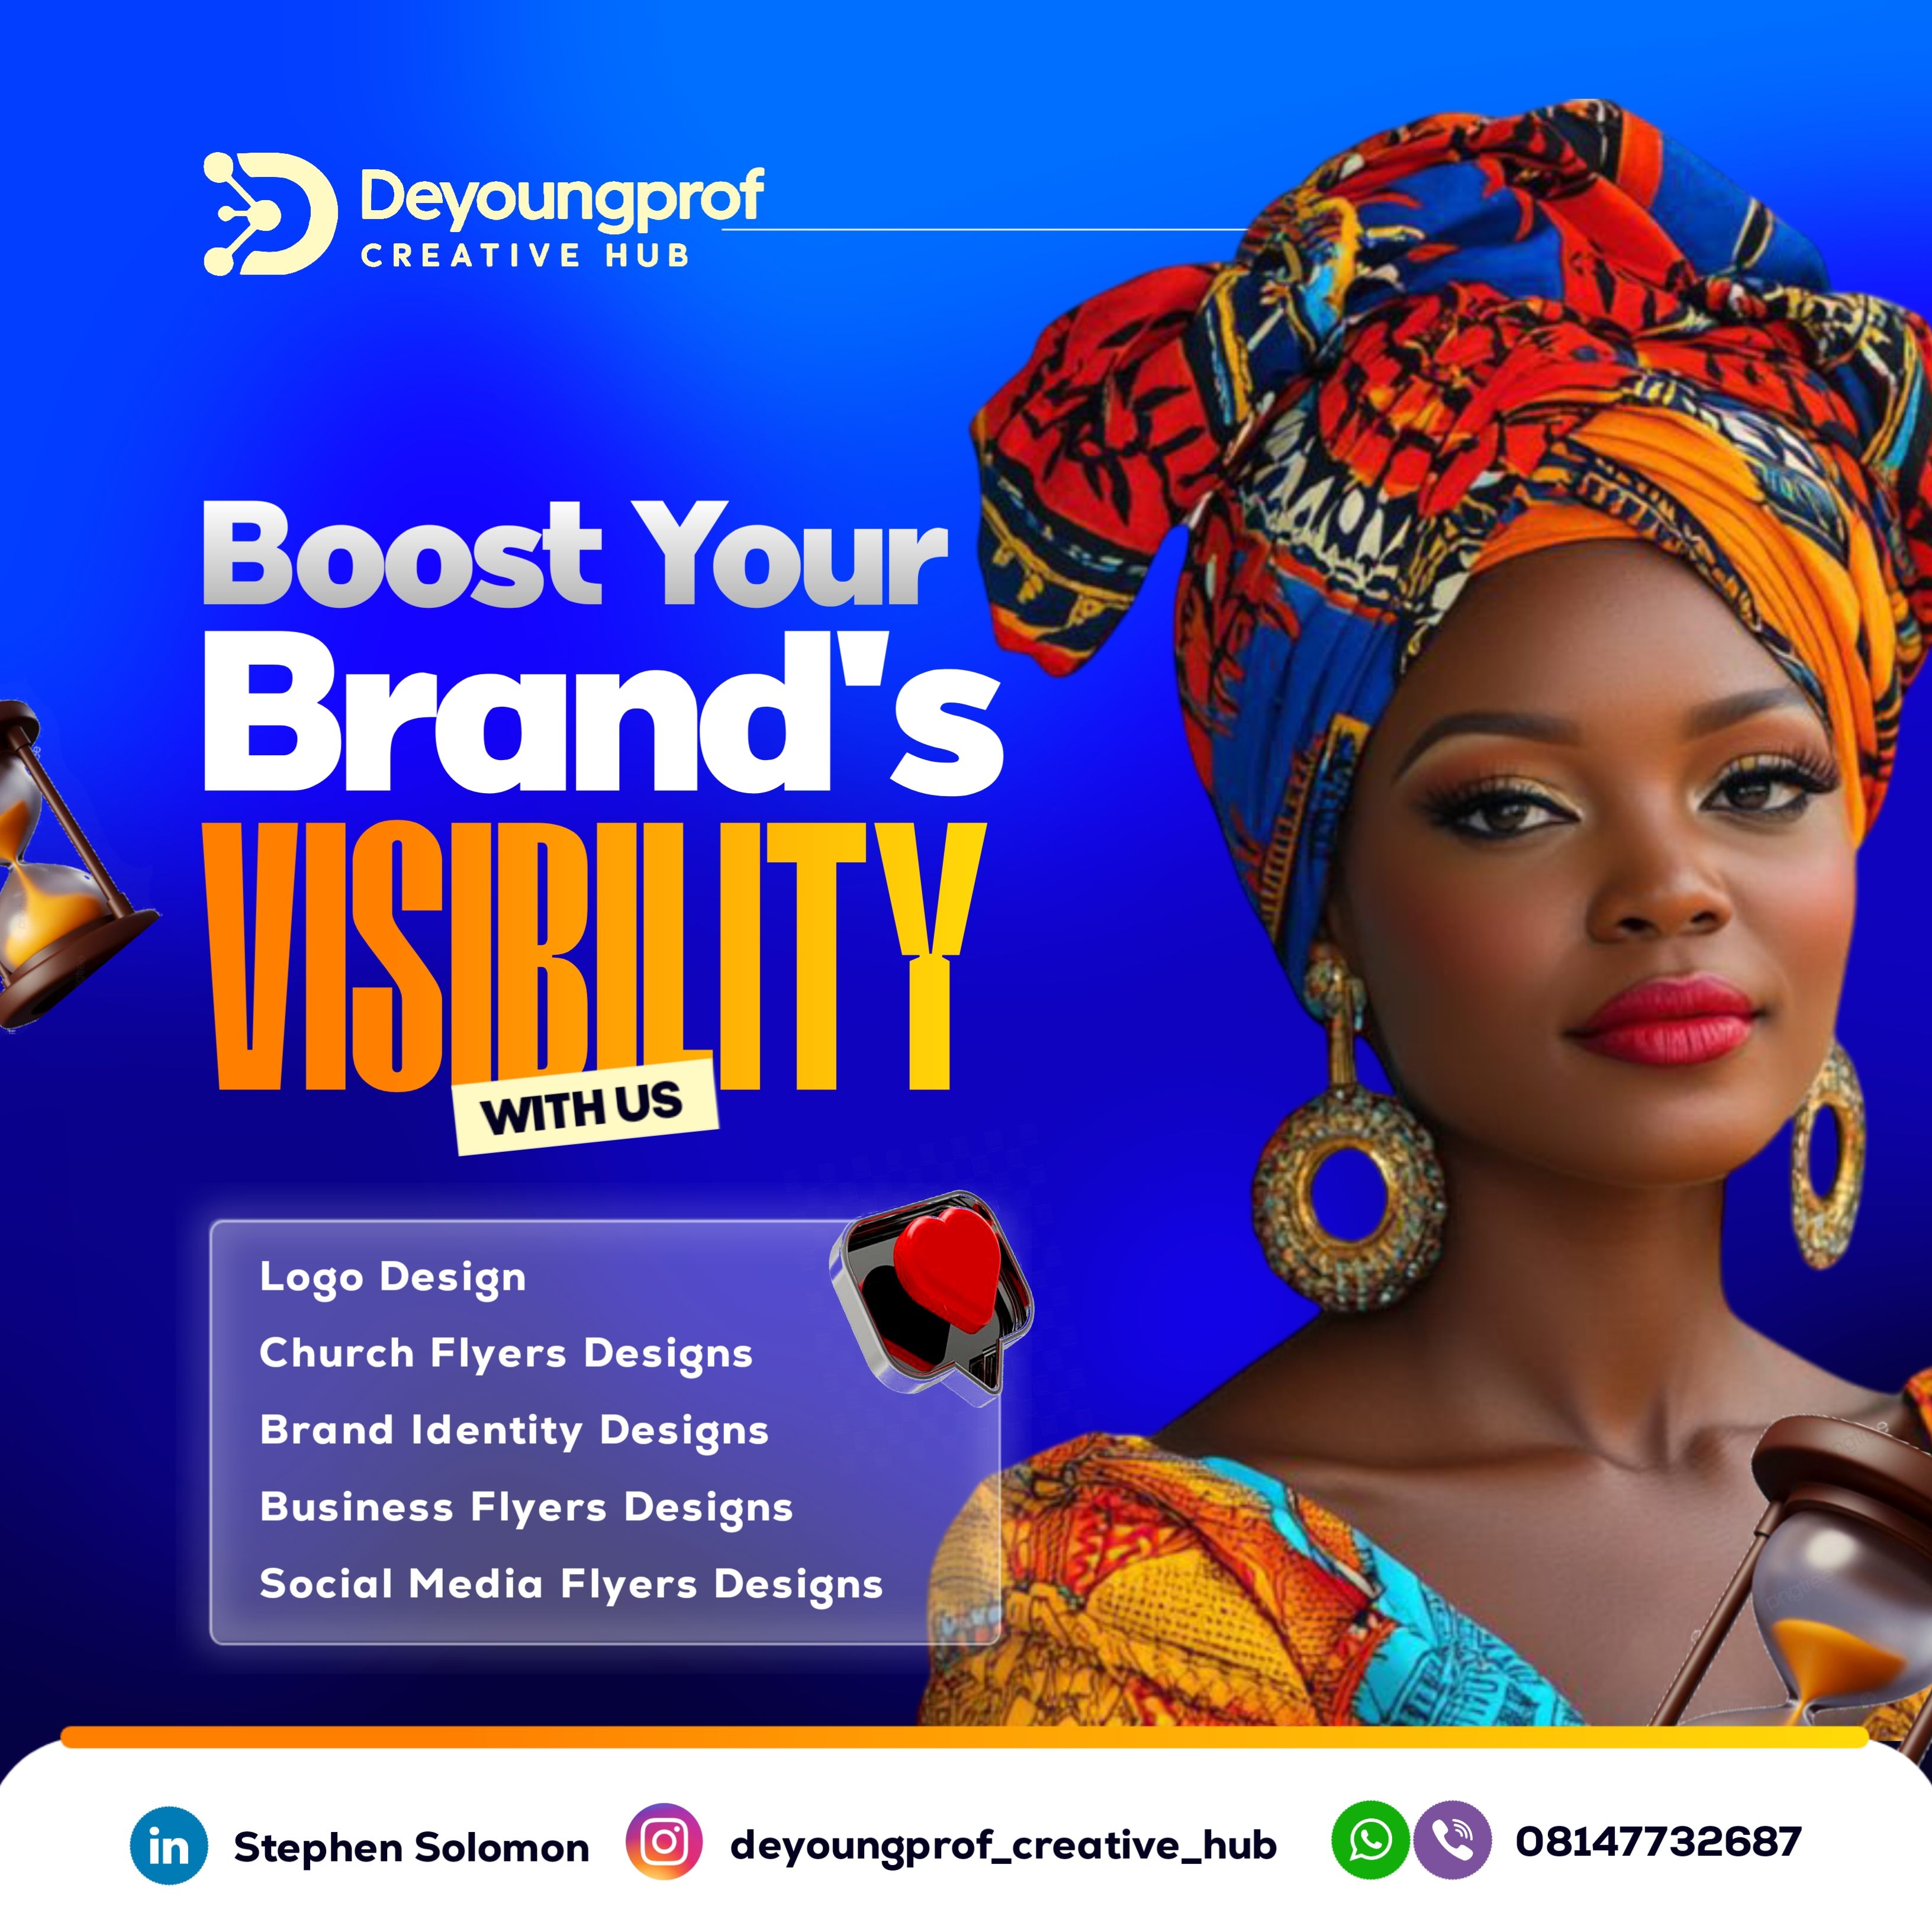 Deyoungprof
CREATIVE HUB
Boost Your
Brand's
VISIBILITY
WITH US
Logo Design
Church Flyers Designs
Brand Identity Designs
Business Flyers Designs
Social Media Flyers Designs
in Stephen Solomon
deyoungprof_creative_hub
08147732687